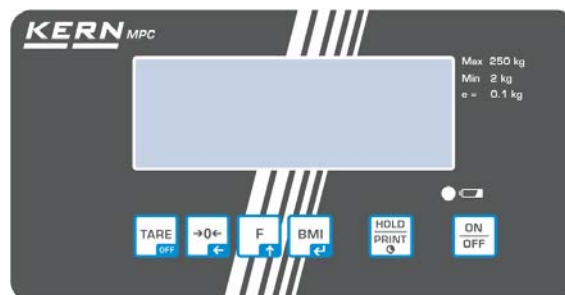 KERN MPC
Max 250 kg
Min 2 kg
e = 0.1 kg
TARE
OFF
→0←
←
F
↑
BMI
↵
HOLD
PRINT
ON
OFF